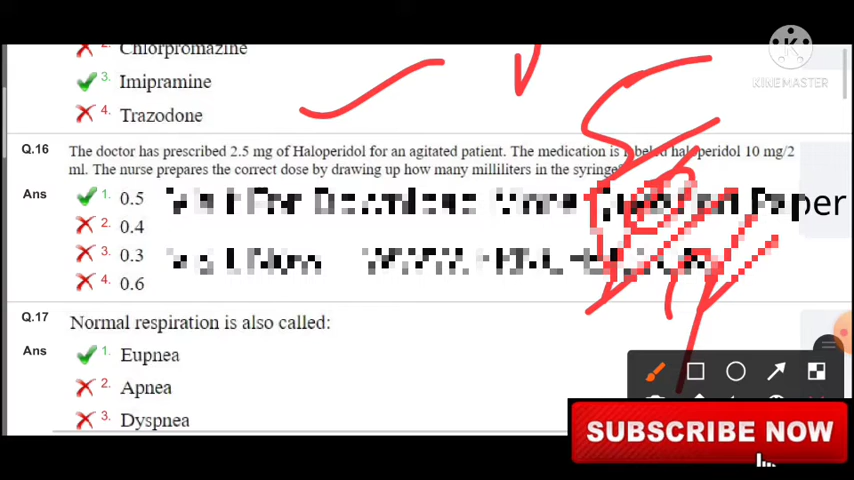 2. Chlorpromazine
KINEMASTER
3. Imipramine
4. Trazodone
Q.16 The doctor has prescribed 2.5 mg of Haloperidol for an agitated patient. The medication is labeled haloperidol 10 mg/2
ml. The nurse prepares the correct dose by drawing up how many milliliters in the syringe?
Ans 1. 0.5
2. 0.4
3. 0.3
4. 0.6
Q.17 Normal respiration is also called:
Ans 1. Eupnea
2. Apnea
3. Dyspnea
SUBSCRIBE NOW